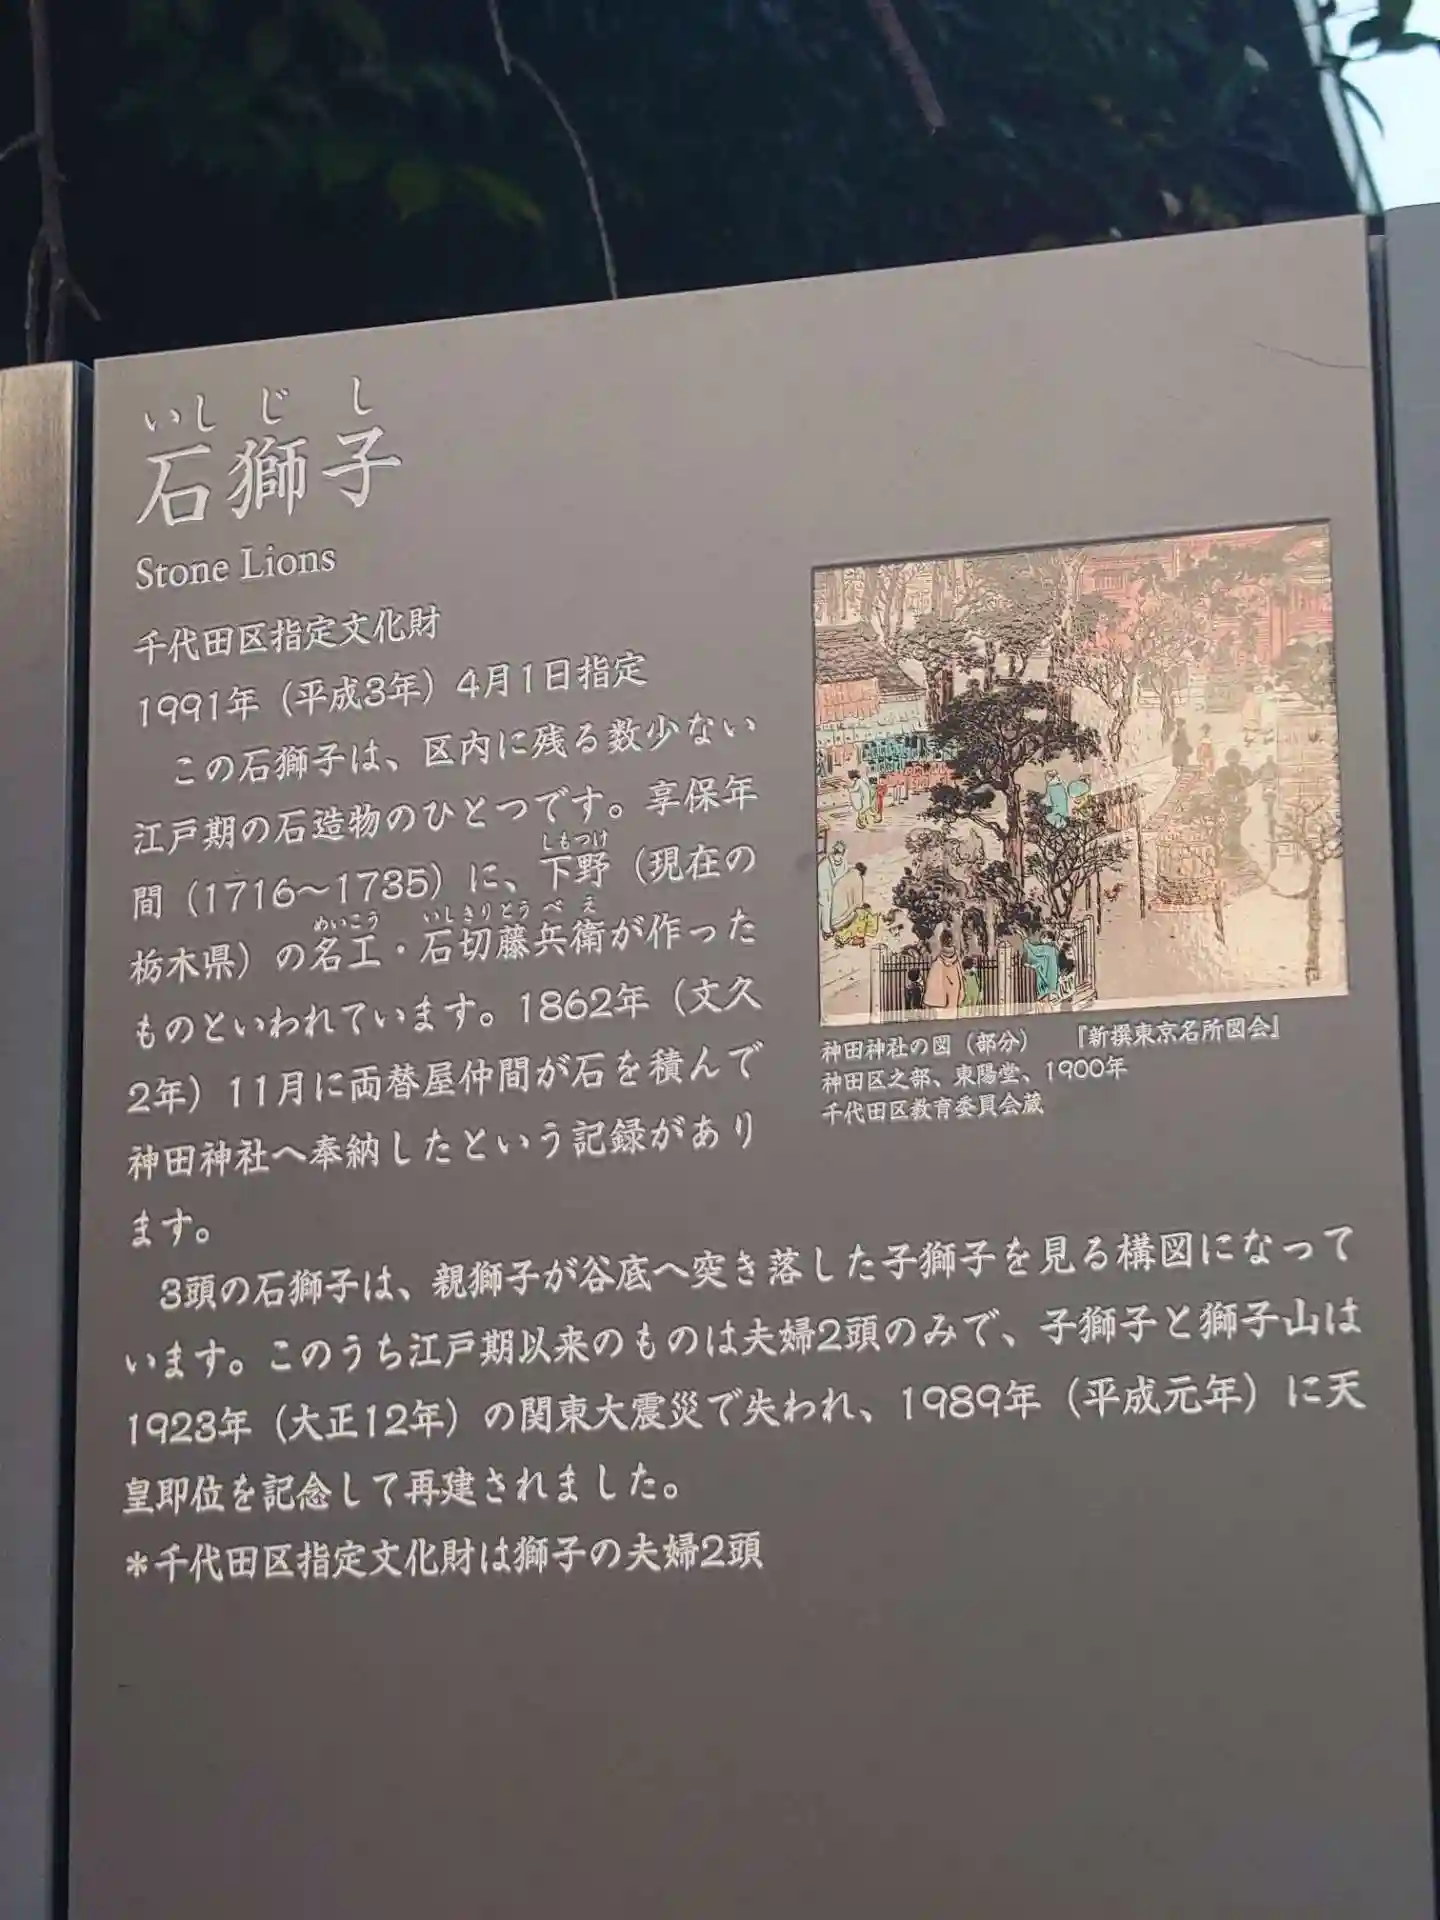 いしじし
石獅子
Stone Lions
千代田区指定文化財
1991年（平成3年）4月1日指定
この石獅子は、区内に残る数少ない
江戸期の石造物のひとつです。享保年
間（1716～1735）に、下野（現在の
しもつけ
栃木県）の名工・石切藤兵衛が作った
めいこう いしきりとうべえ
ものといわれています。1862年（文久
2年）11月に両替屋仲間が石を積んで
神田神社へ奉納したという記録があり
ます。
3頭の石獅子は、親獅子が谷底へ突き落した子獅子を見る構図になって
います。このうち江戸期以来のものは夫婦2頭のみで、子獅子と獅子山は
1923年（大正12年）の関東大震災で失われ、1989年（平成元年）に天
皇即位を記念して再建されました。
＊千代田区指定文化財は獅子の夫婦2頭
神田神社の図（部分） 『新撰東京名所図会』
神田区之部、東陽堂、1900年
千代田区教育委員会蔵